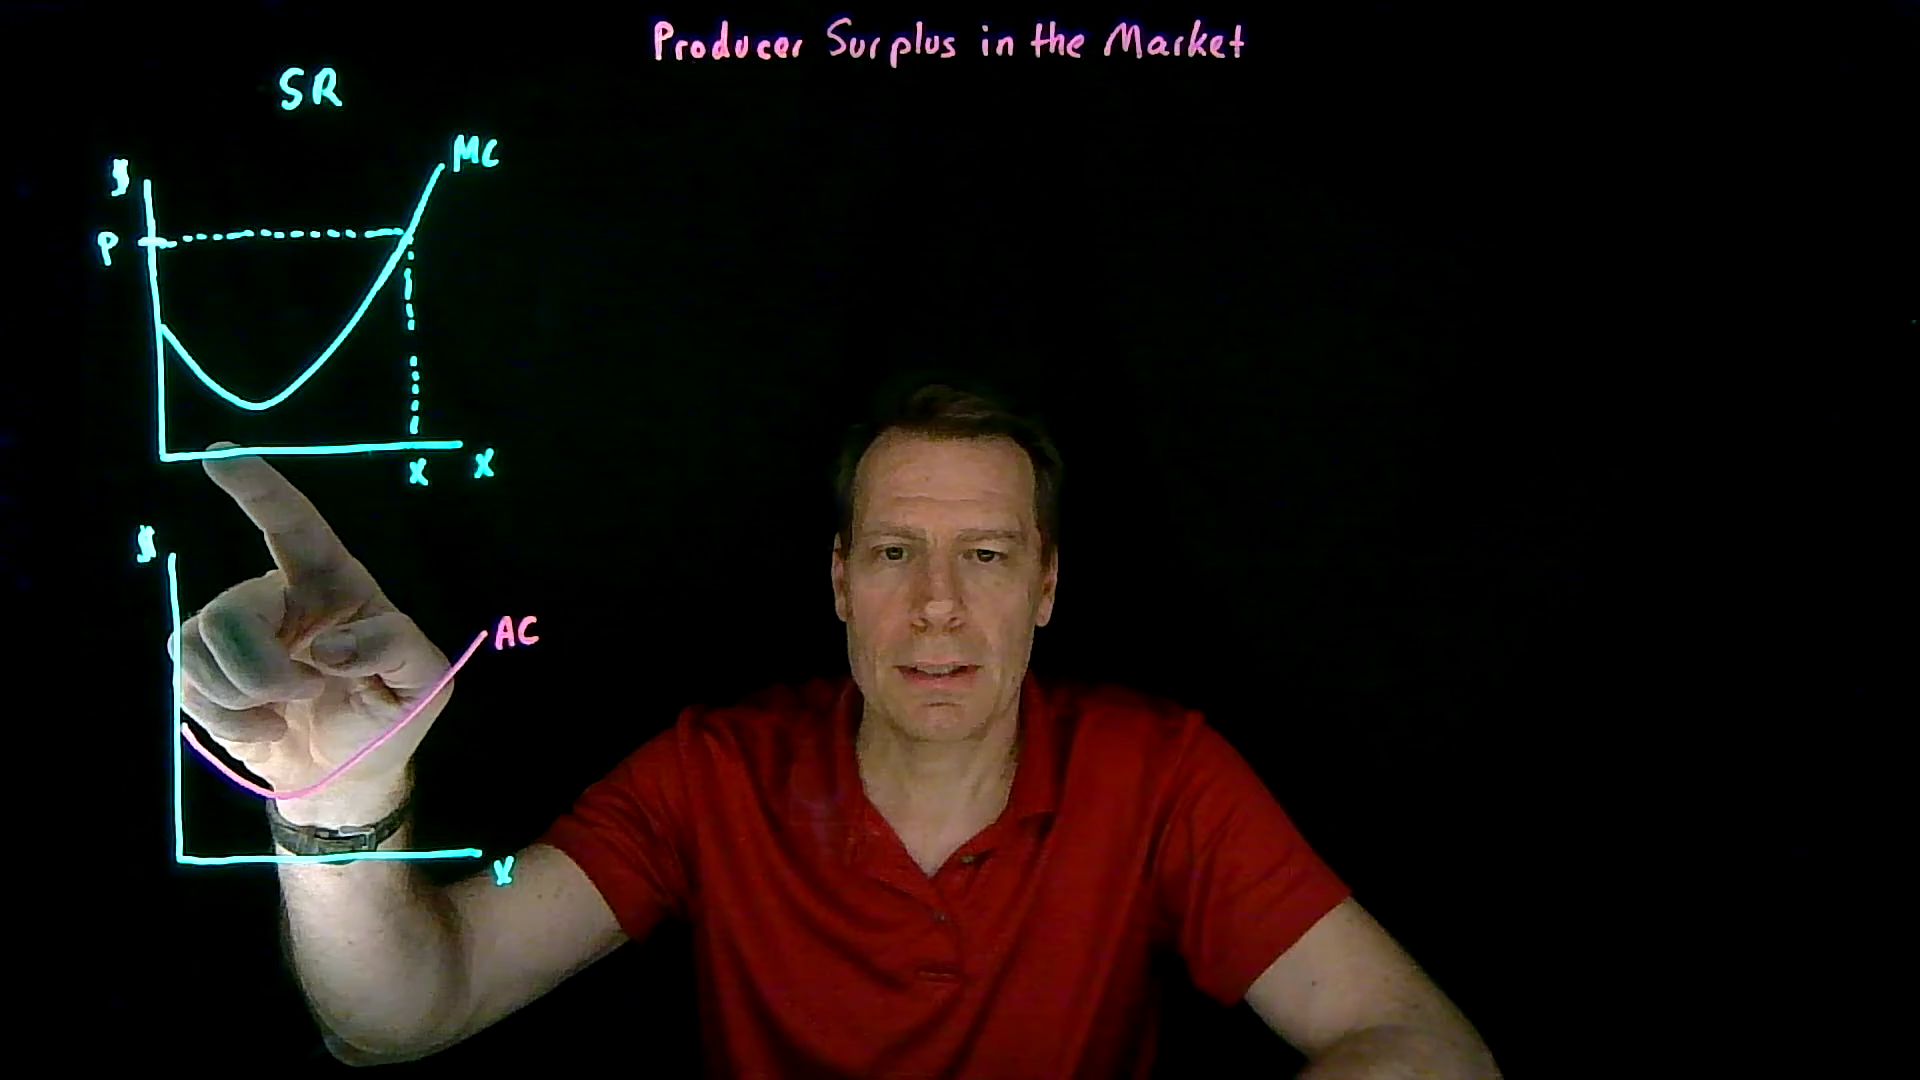 Producer Surplus in the Market
SR
$
MC
P
x
x
$
AC
x